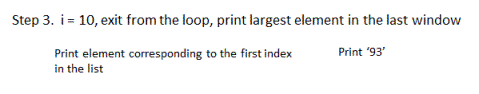 Step 3.  i = 10, exit from the loop, print largest element in the last window
Print element corresponding to the first index
in the list
Print ‘93’